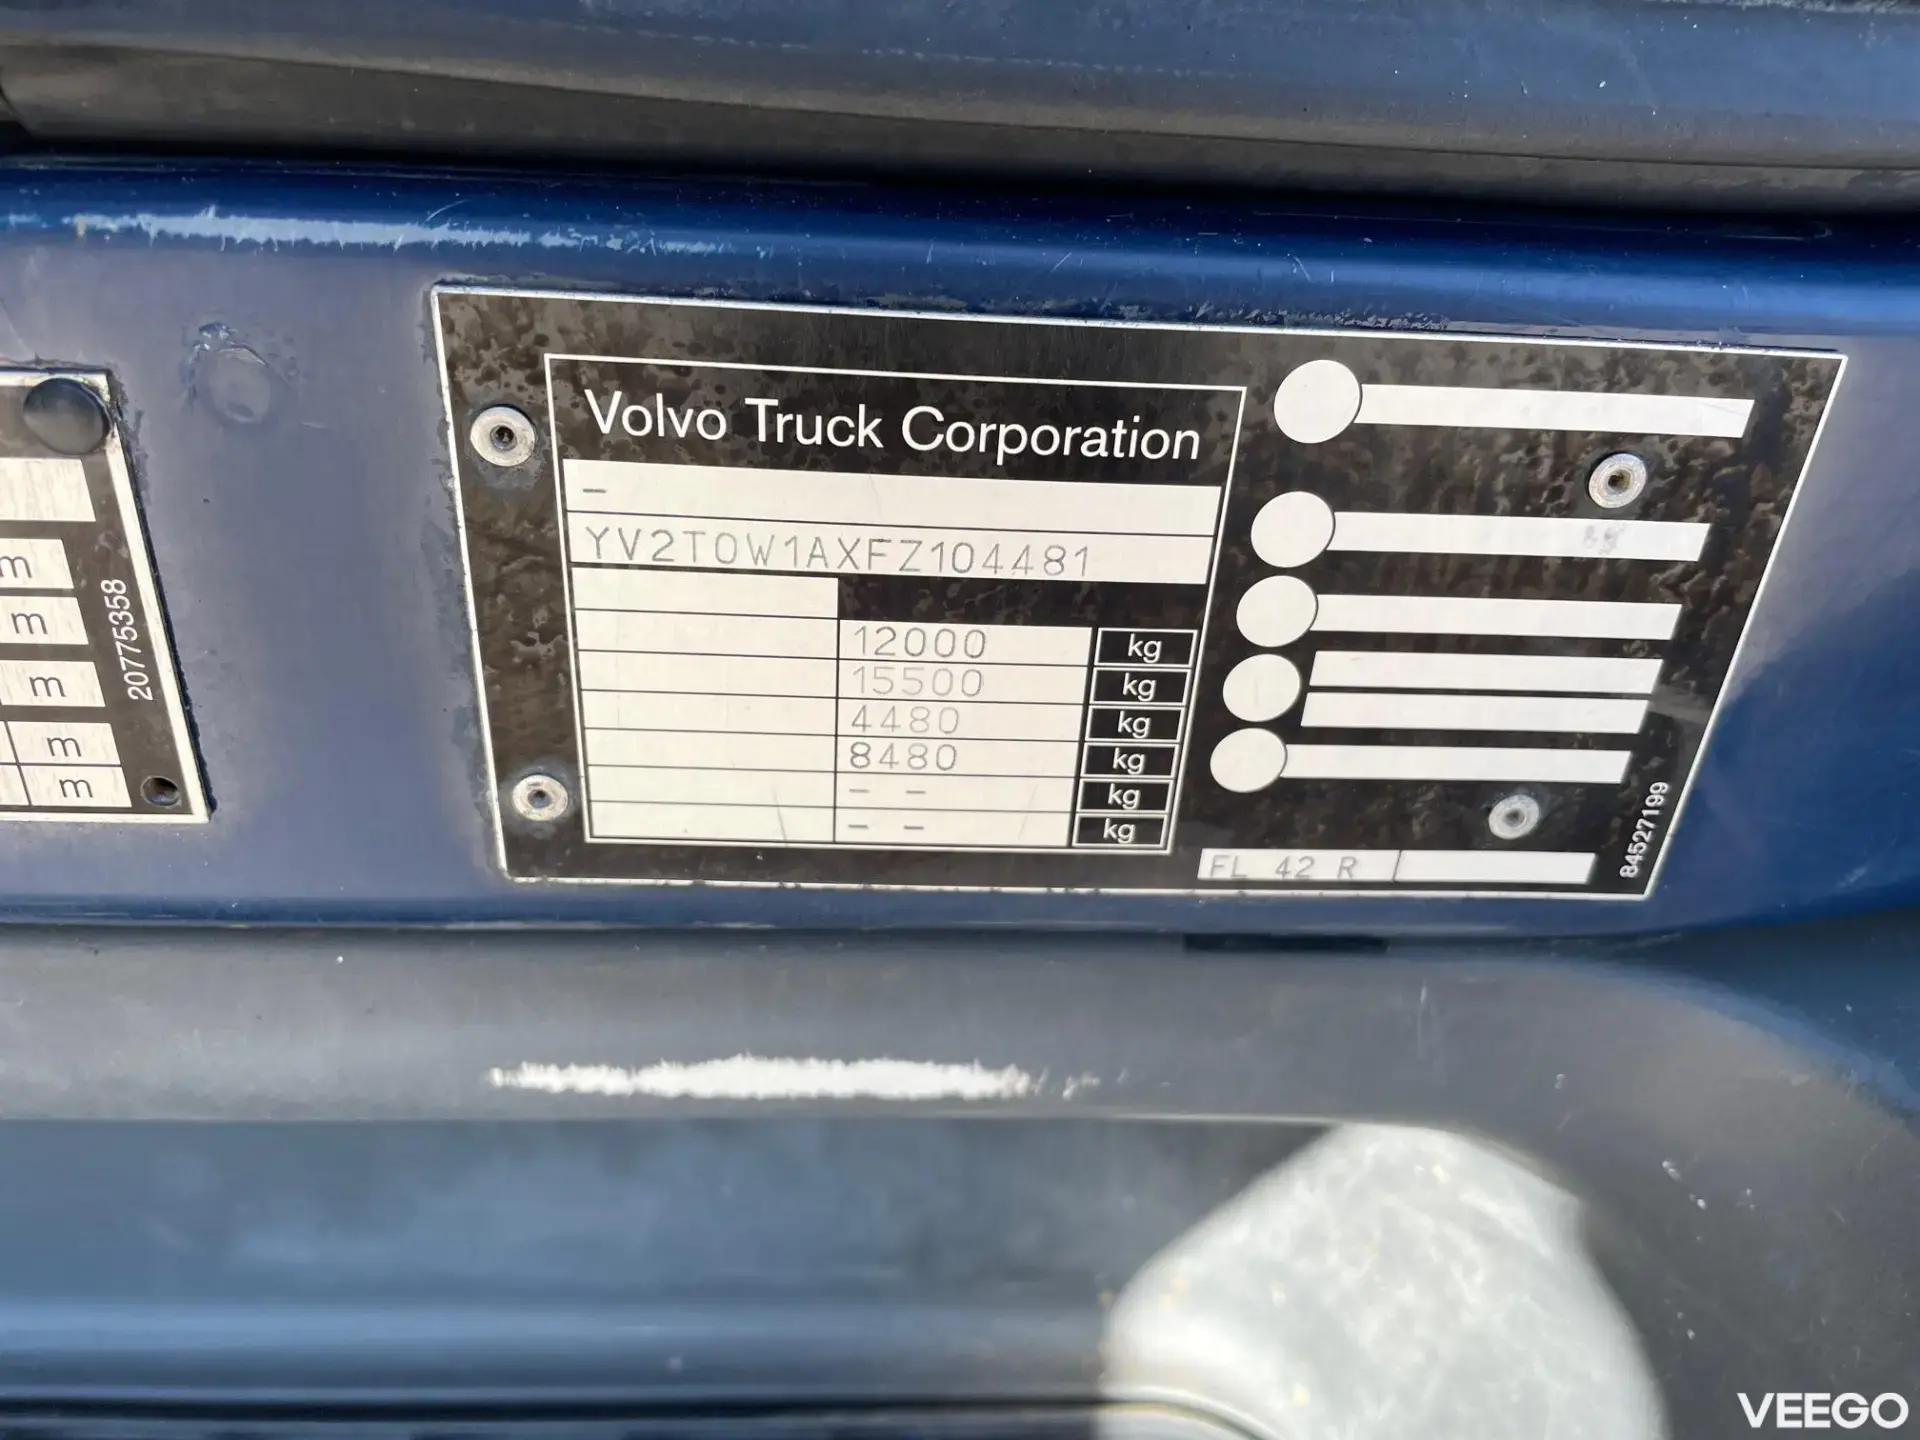 Volvo Truck Corporation
–
YV2T0W1AXFZ104481
12000 kg
15500 kg
4480 kg
8480 kg
– – kg
– – kg
FL 42 R
84527199
m
m
m
m
m
20775358
VEEGO